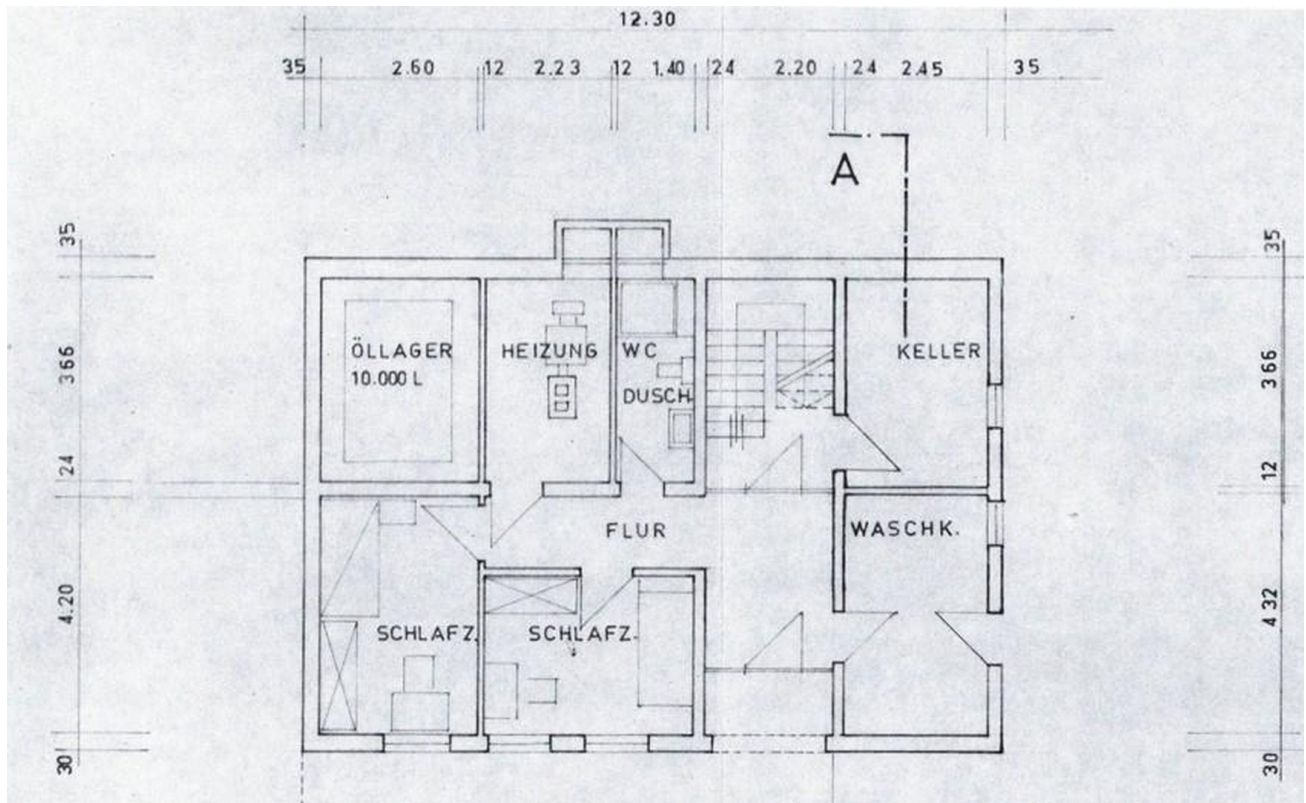 12.30
35 2.60 12 2.23 12 1,40 24 2.20 24 2.45 35
A
35
35
366
366
ÖLLAGER
10.000 L
HEIZUNG
WC
DUSCH
KELLER
24
12
FLUR
WASCHK.
4.20
4 32
SCHLAFZ.
SCHLAFZ.
30
30